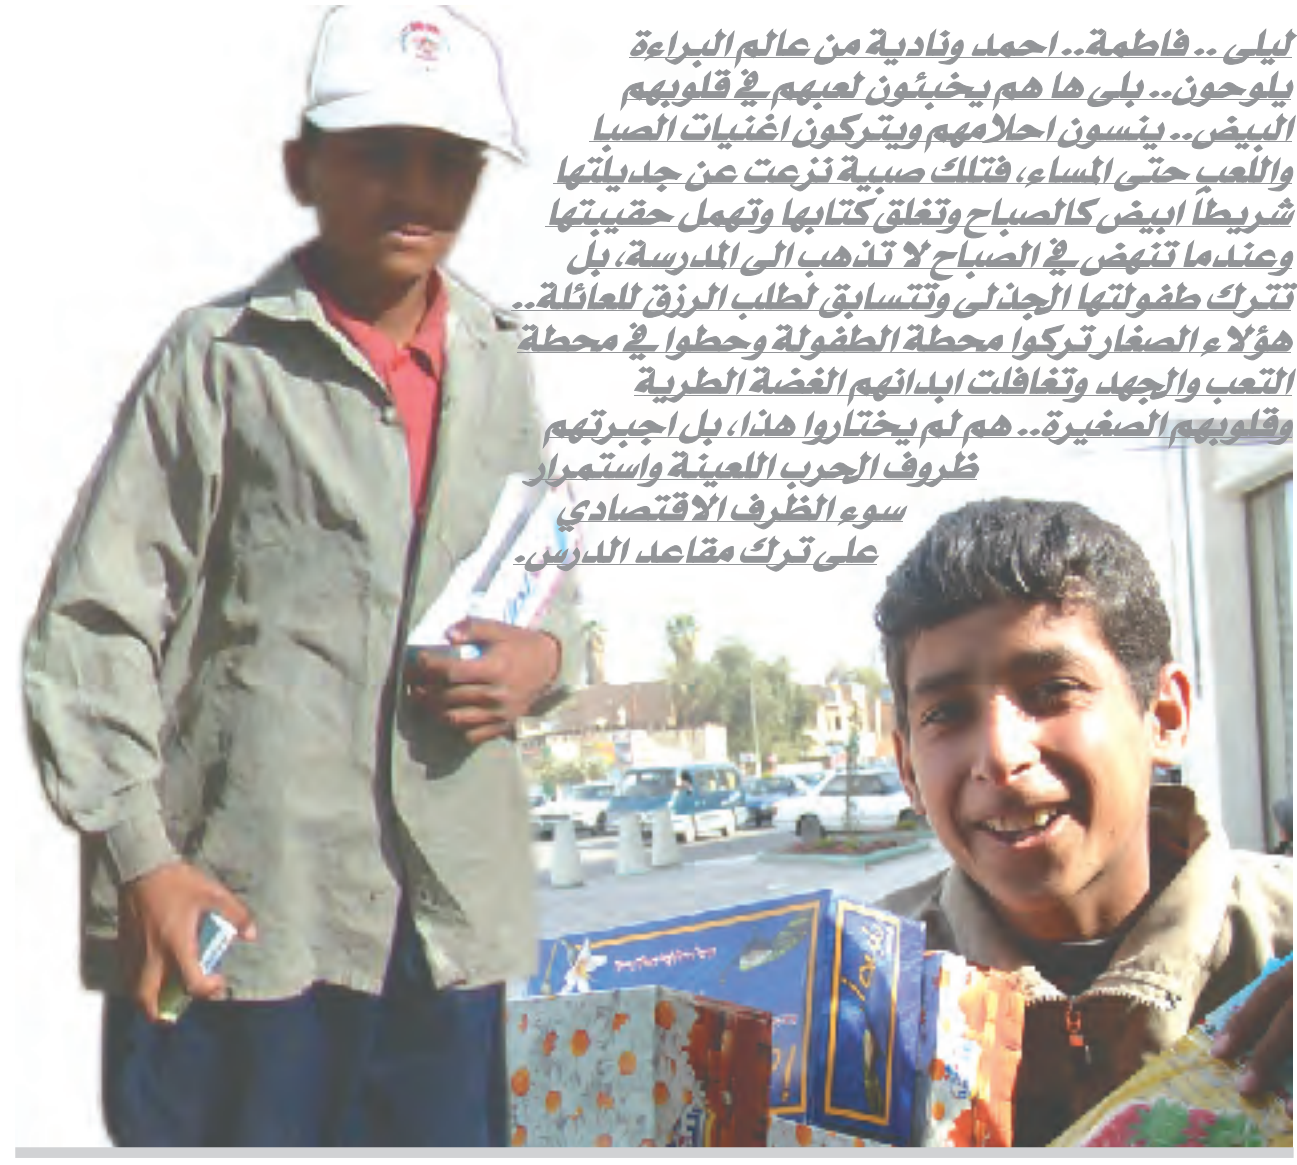 ليلى .. فاطمة.. احمد ونادية من عالم البراءة
يلوحون.. بلى ها هم يخبئون لعبهم في قلوبهم
البيض.. ينسون احلامهم ويتركون اغنيات الصبا
واللعب حتى المساء، فتلك صبية نزعت عن جديلتها
شريطاً ابيض كالصباح وتغلق كتابها وتهمل حقيبتها
وعندما تنهض في الصباح لا تذهب الى المدرسة، بل
تترك طفولتها الجذلى وتتسابق لطلب الرزق للعائلة..
هؤلاء الصغار تركوا محطة الطفولة وحطوا في محطة
التعب والجهد وتغافلت ابدانهم الغضة الطرية
وقلوبهم الصغيرة.. هم لم يختاروا هذا، بل اجبرتهم
ظروف الحرب اللعينة واستمرار
سوء الظرف الاقتصادي
على ترك مقاعد الدرس.